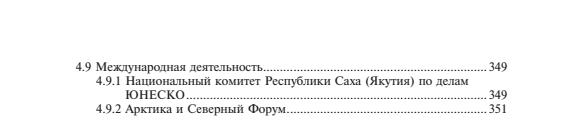 4.9 Международная деятельность.....................................................................349
4.9.1 Национальный комитет Республики Саха (Якутия) по делам
ЮНЕСКО..............................................................................................349
4.9.2 Арктика и Северный Форум..............................................................351